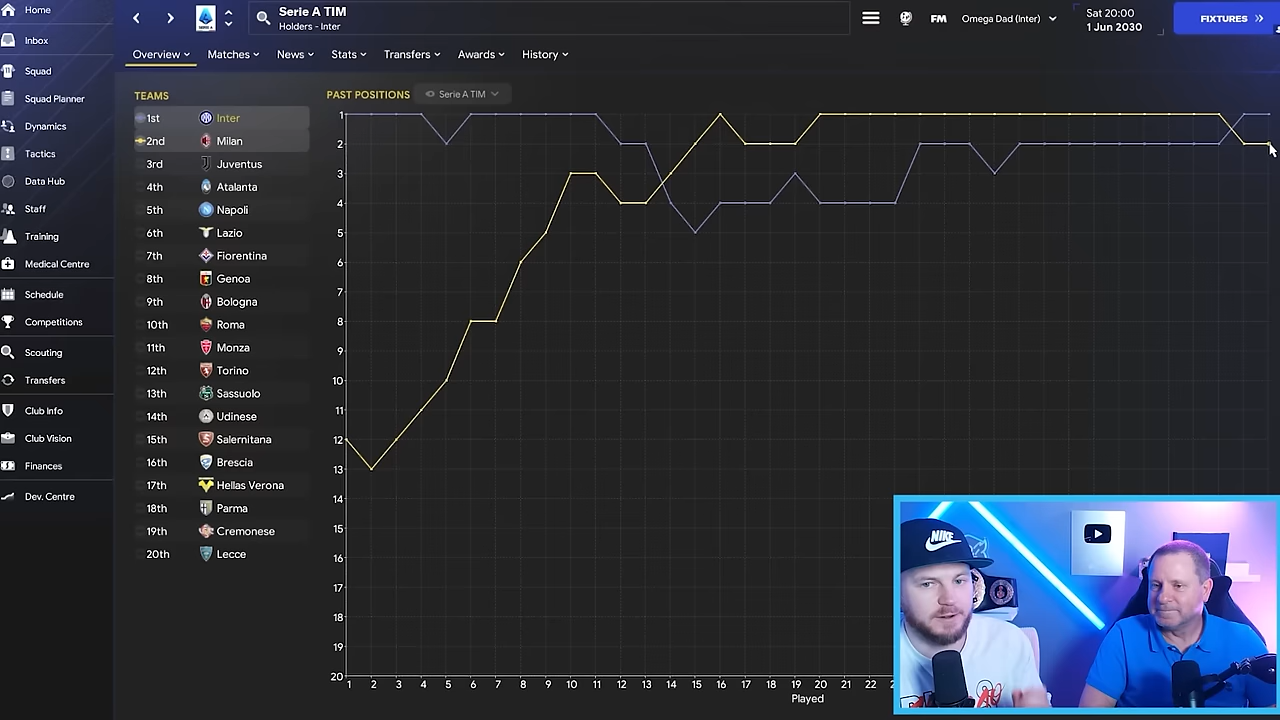 Home
Inbox
Squad
Squad Planner
Dynamics
Tactics
Data Hub
Staff
Training
Medical Centre
Schedule
Competitions
Scouting
Transfers
Club Info
Club Vision
Finances
Dev. Centre
Serie A TIM
Holders - Inter
FM
Omega Dad (Inter)
Sat 20:00
1 Jun 2030
FIXTURES
Overview
Matches
News
Stats
Transfers
Awards
History
TEAMS
1st Inter
2nd Milan
3rd Juventus
4th Atalanta
5th Napoli
6th Lazio
7th Fiorentina
8th Genoa
9th Bologna
10th Roma
11th Monza
12th Torino
13th Sassuolo
14th Udinese
15th Salernitana
16th Brescia
17th Hellas Verona
18th Parma
19th Cremonese
20th Lecce
PAST POSITIONS Serie A TIM
1
2
3
4
5
6
7
8
9
10
11
12
13
14
15
16
17
18
19
20
1 2 3 4 5 6 7 8 9 10 11 12 13 14 15 16 17 18 19 20 21 22
Played
NIKE